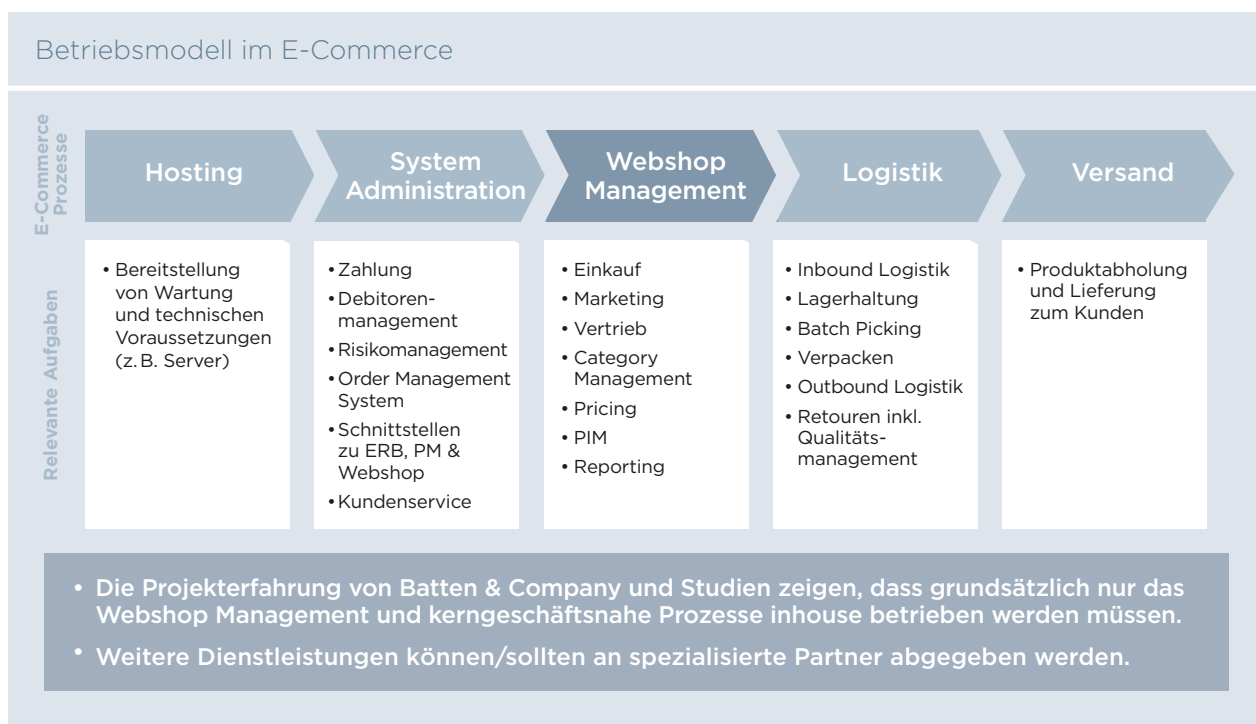 Betriebsmodell im E-Commerce
E-Commerce
Prozesse
Hosting
System
Administration
Webshop
Management
Logistik
Versand
Relevante Aufgaben
• Bereitstellung
von Wartung
und technischen
Voraussetzungen
(z. B. Server)
• Zahlung
• Debitoren-
management
• Risikomanagement
• Order Management
System
• Schnittstellen
zu ERB, PM &
Webshop
• Kundenservice
• Einkauf
• Marketing
• Vertrieb
• Category
Management
• Pricing
• PIM
• Reporting
• Inbound Logistik
• Lagerhaltung
• Batch Picking
• Verpacken
• Outbound Logistik
• Retouren inkl.
Qualitäts-
management
• Produktabholung
und Lieferung
zum Kunden
• Die Projekterfahrung von Batten & Company und Studien zeigen, dass grundsätzlich nur das
Webshop Management und kerngeschäftsnahe Prozesse inhouse betrieben werden müssen.
• Weitere Dienstleistungen können/sollten an spezialisierte Partner abgegeben werden.